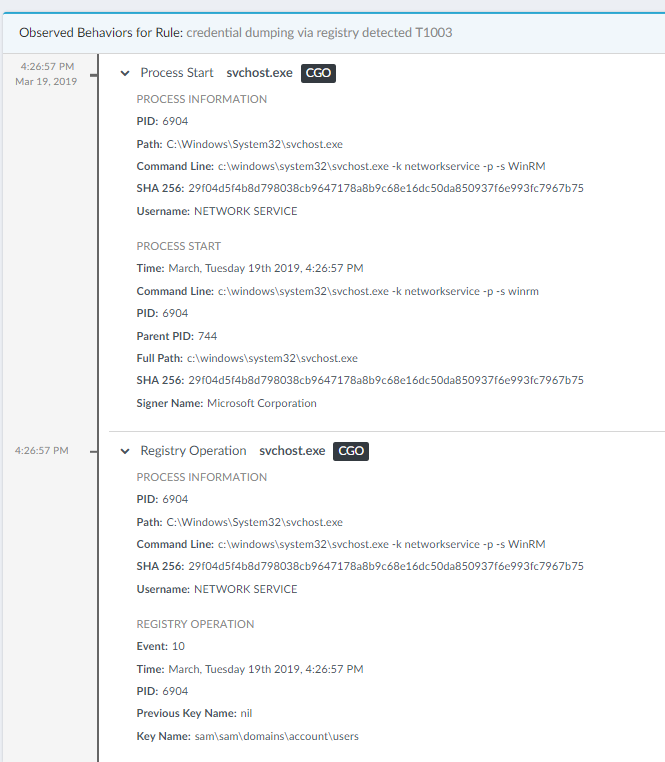 Observed Behaviors for Rule: credential dumping via registry detected T1003
4:26:57 PM
Mar 19, 2019
Process Start svchost.exe CGO
PROCESS INFORMATION
PID: 6904
Path: C:\Windows\System32\svchost.exe
Command Line: c:\windows\system32\svchost.exe -k networkservice -p -s WinRM
SHA 256: 29f04d5f4b8d798038cb9647178a8b9c68e16dc50da850937f6e993fc7967b75
Username: NETWORK SERVICE
PROCESS START
Time: March, Tuesday 19th 2019, 4:26:57 PM
Command Line: c:\windows\system32\svchost.exe -k networkservice -p -s winrm
PID: 6904
Parent PID: 744
Full Path: c:\windows\system32\svchost.exe
SHA 256: 29f04d5f4b8d798038cb9647178a8b9c68e16dc50da850937f6e993fc7967b75
Signer Name: Microsoft Corporation
4:26:57 PM
Registry Operation svchost.exe CGO
PROCESS INFORMATION
PID: 6904
Path: C:\Windows\System32\svchost.exe
Command Line: c:\windows\system32\svchost.exe -k networkservice -p -s WinRM
SHA 256: 29f04d5f4b8d798038cb9647178a8b9c68e16dc50da850937f6e993fc7967b75
Username: NETWORK SERVICE
REGISTRY OPERATION
Event: 10
Time: March, Tuesday 19th 2019, 4:26:57 PM
PID: 6904
Previous Key Name: nil
Key Name: sam\sam\domains\account\users